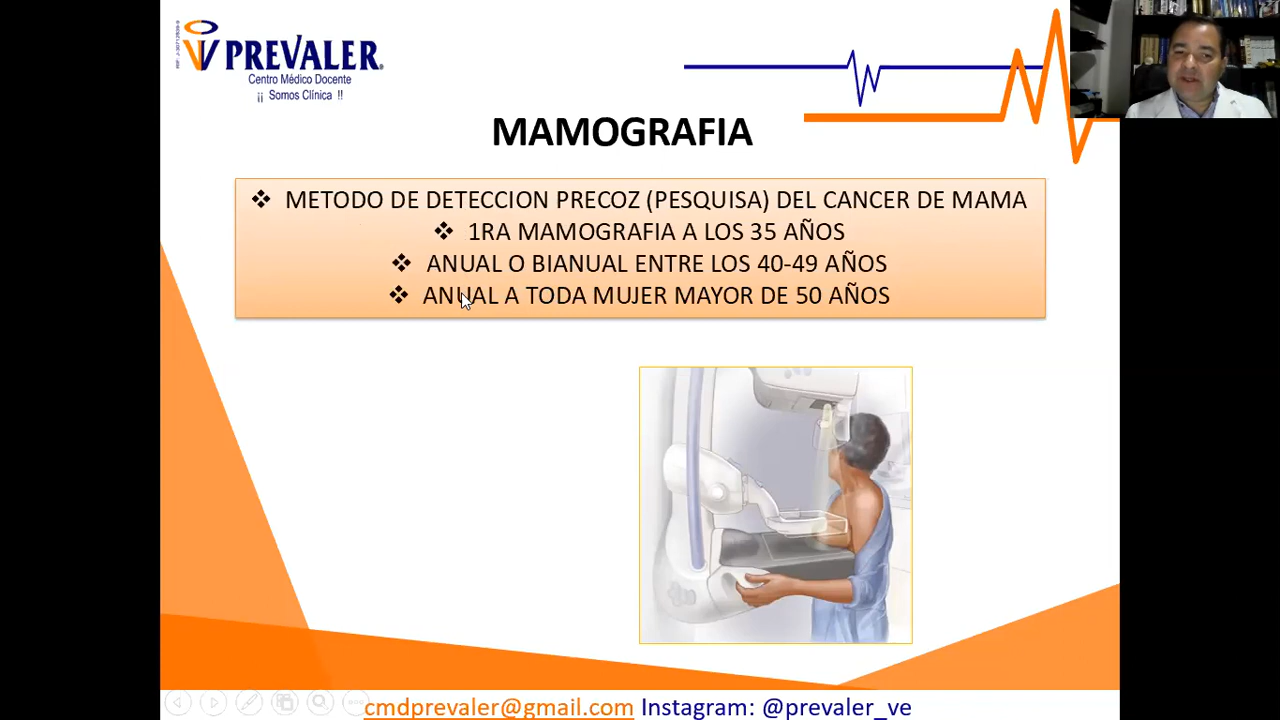 PREVALER
Centro Médico Docente
¡¡ Somos Clínica !!
MAMOGRAFIA
❖ METODO DE DETECCION PRECOZ (PESQUISA) DEL CANCER DE MAMA
❖ 1RA MAMOGRAFIA A LOS 35 AÑOS
❖ ANUAL O BIANUAL ENTRE LOS 40-49 AÑOS
❖ ANUAL A TODA MUJER MAYOR DE 50 AÑOS
cmdprevaler@gmail.com Instagram: @prevaler_ve